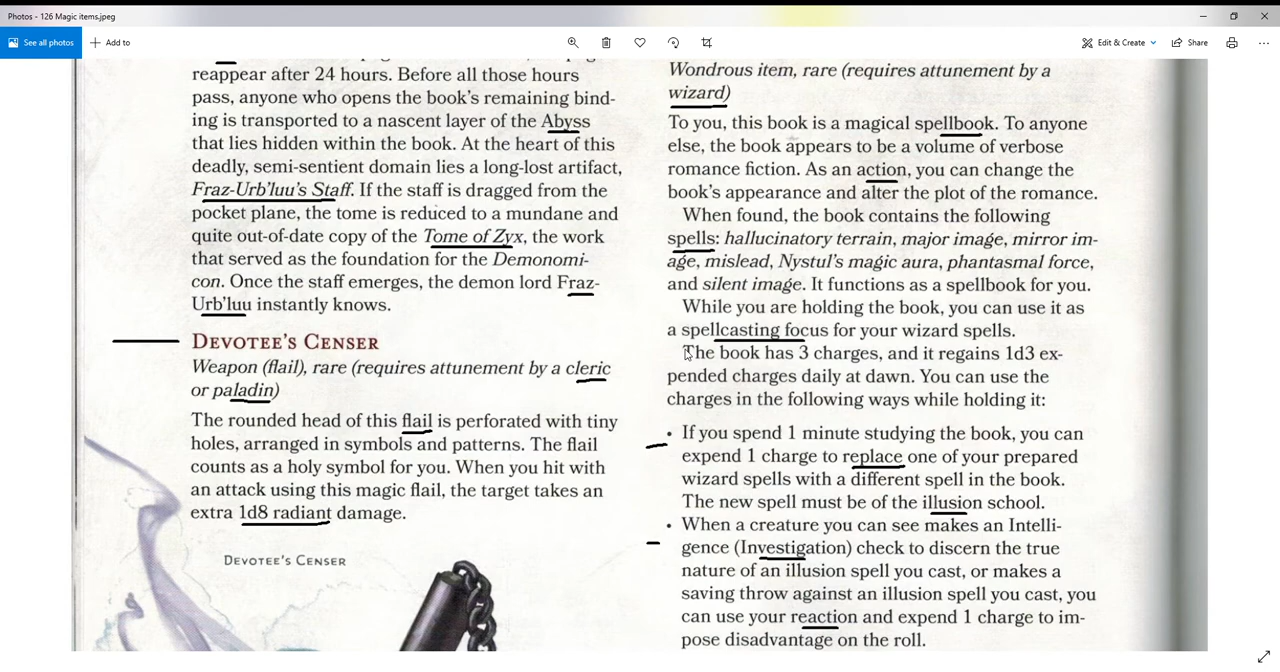 Photos - 126 Magic items.jpeg
See all photos
Add to
Edit & Create
Share
reappear after 24 hours. Before all those hours
pass, anyone who opens the book's remaining bind-
ing is transported to a nascent layer of the Abyss
that lies hidden within the book. At the heart of this
deadly, semi-sentient domain lies a long-lost artifact,
Fraz-Urb'luu's Staff. If the staff is dragged from the
pocket plane, the tome is reduced to a mundane and
quite out-of-date copy of the Tome of Zyx, the work
that served as the foundation for the Demonomi-
con. Once the staff emerges, the demon lord Fraz-
Urb'luu instantly knows.
DEVOTEE'S CENSER
Weapon (flail), rare (requires attunement by a cleric
or paladin)
The rounded head of this flail is perforated with tiny
holes, arranged in symbols and patterns. The flail
counts as a holy symbol for you. When you hit with
an attack using this magic flail, the target takes an
extra 1d8 radiant damage.
DEVOTEE'S CENSER
Wondrous item, rare (requires attunement by a
wizard)
To you, this book is a magical spellbook. To anyone
else, the book appears to be a volume of verbose
romance fiction. As an action, you can change the
book's appearance and alter the plot of the romance.
When found, the book contains the following
spells: hallucinatory terrain, major image, mirror im-
age, mislead, Nystul's magic aura, phantasmal force,
and silent image. It functions as a spellbook for you.
While you are holding the book, you can use it as
a spellcasting focus for your wizard spells.
The book has 3 charges, and it regains 1d3 ex-
pended charges daily at dawn. You can use the
charges in the following ways while holding it:
• If you spend 1 minute studying the book, you can
expend 1 charge to replace one of your prepared
wizard spells with a different spell in the book.
The new spell must be of the illusion school.
• When a creature you can see makes an Intelli-
gence (Investigation) check to discern the true
nature of an illusion spell you cast, or makes a
saving throw against an illusion spell you cast, you
can use your reaction and expend 1 charge to im-
pose disadvantage on the roll.